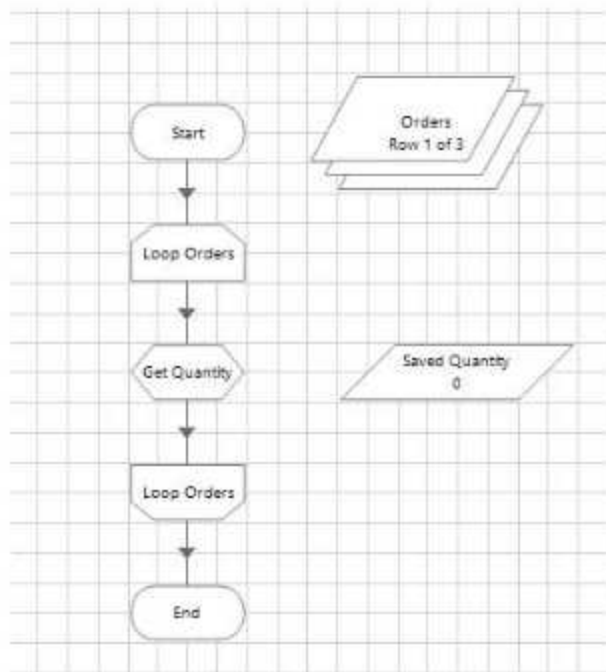 Start
Orders
Row 1 of 3
Loop Orders
Get Quantity
Saved Quantity
0
Loop Orders
End